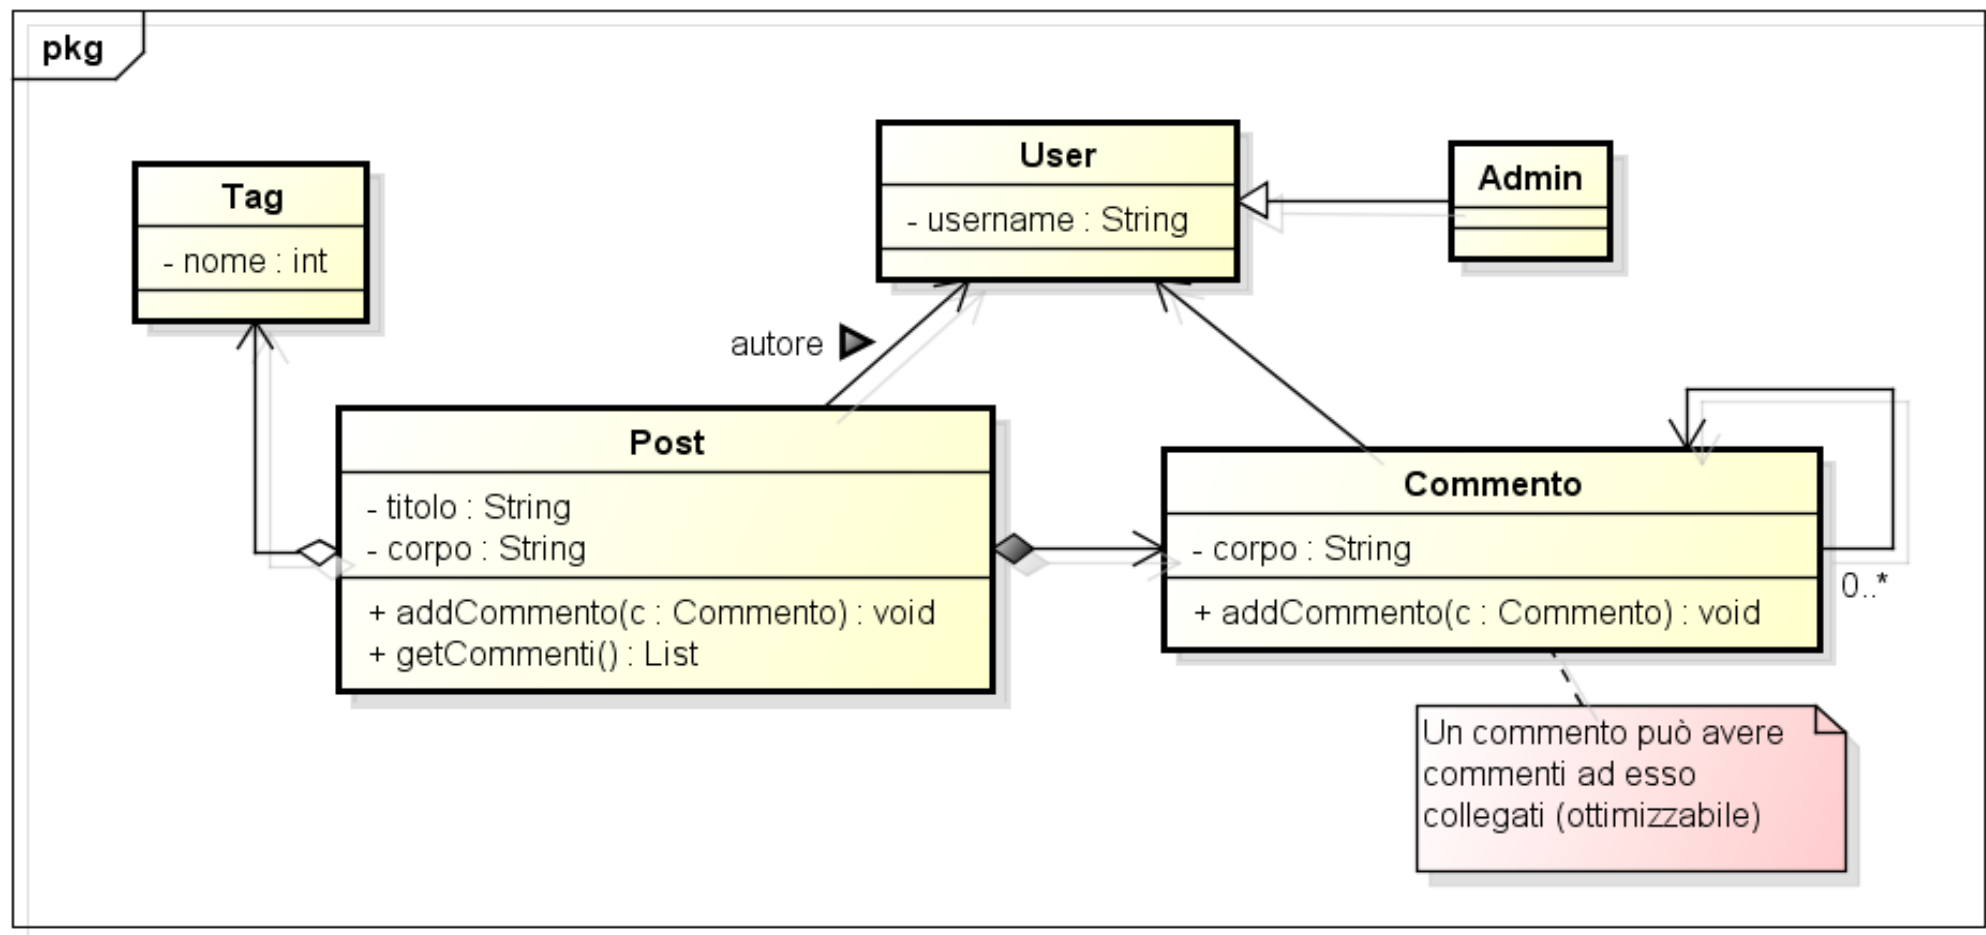 pkg
User
- username : String
Admin
Tag
- nome : int
autore
Post
- titolo : String
- corpo : String
+ addCommento(c : Commento) : void
+ getCommenti() : List
Commento
- corpo : String
+ addCommento(c : Commento) : void
0..*
Un commento può avere
commenti ad esso
collegati (ottimizzabile)